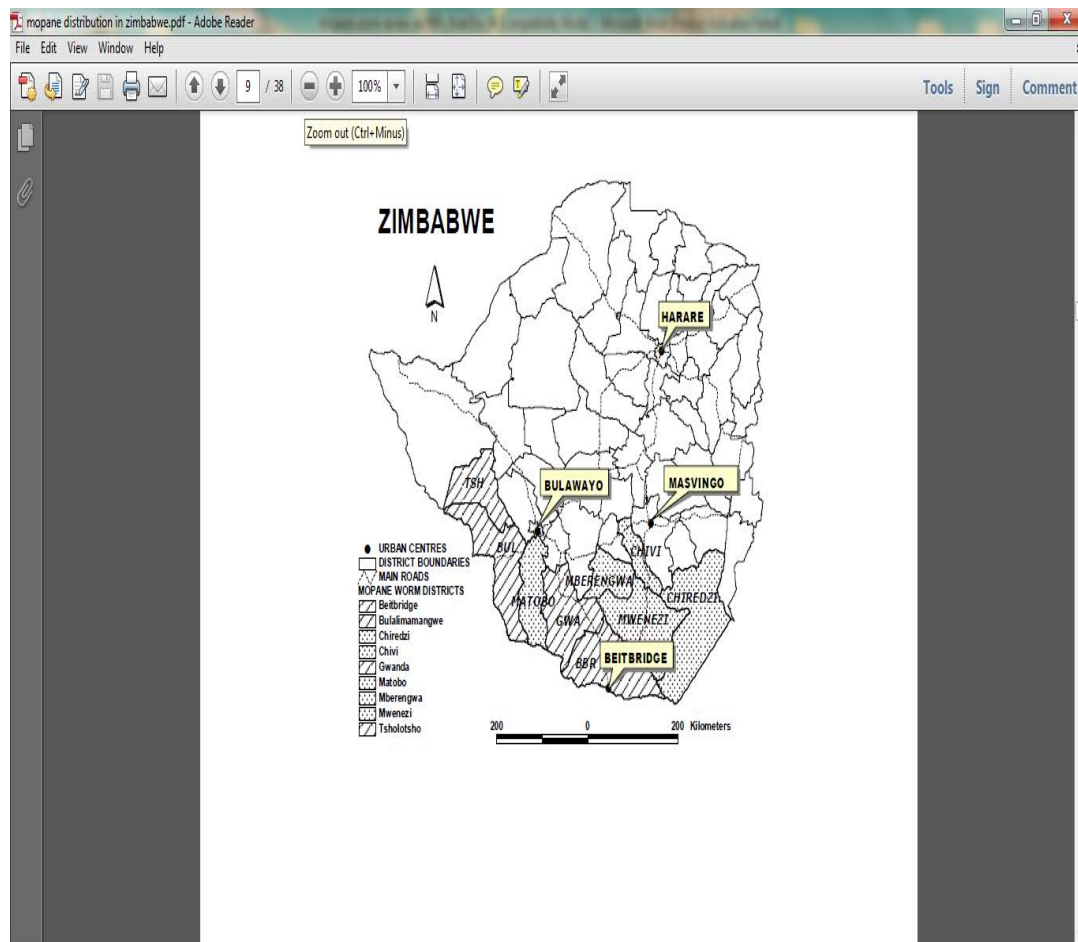 mopane distribution in zimbabwe.pdf - Adobe Reader
File Edit View Window Help
9 / 38 100% Tools Sign Comment
Zoom out (Ctrl+Minus)
ZIMBABWE
N
HARARE
TSH
BULAWAYO
MASVINGO
BUL
CHIVI
MBERENGWA
MATOBO
CHIREDZI
GWA
MWENEZI
BBR
BEITBRIDGE
URBAN CENTRES
DISTRICT BOUNDARIES
MAIN ROADS
MOPANE WORM DISTRICTS
Beitbridge
Bulalimamangwe
Chiredzi
Chivi
Gwanda
Matobo
Mberengwa
Mwenezi
Tsholotsho
200 0 200 Kilometers